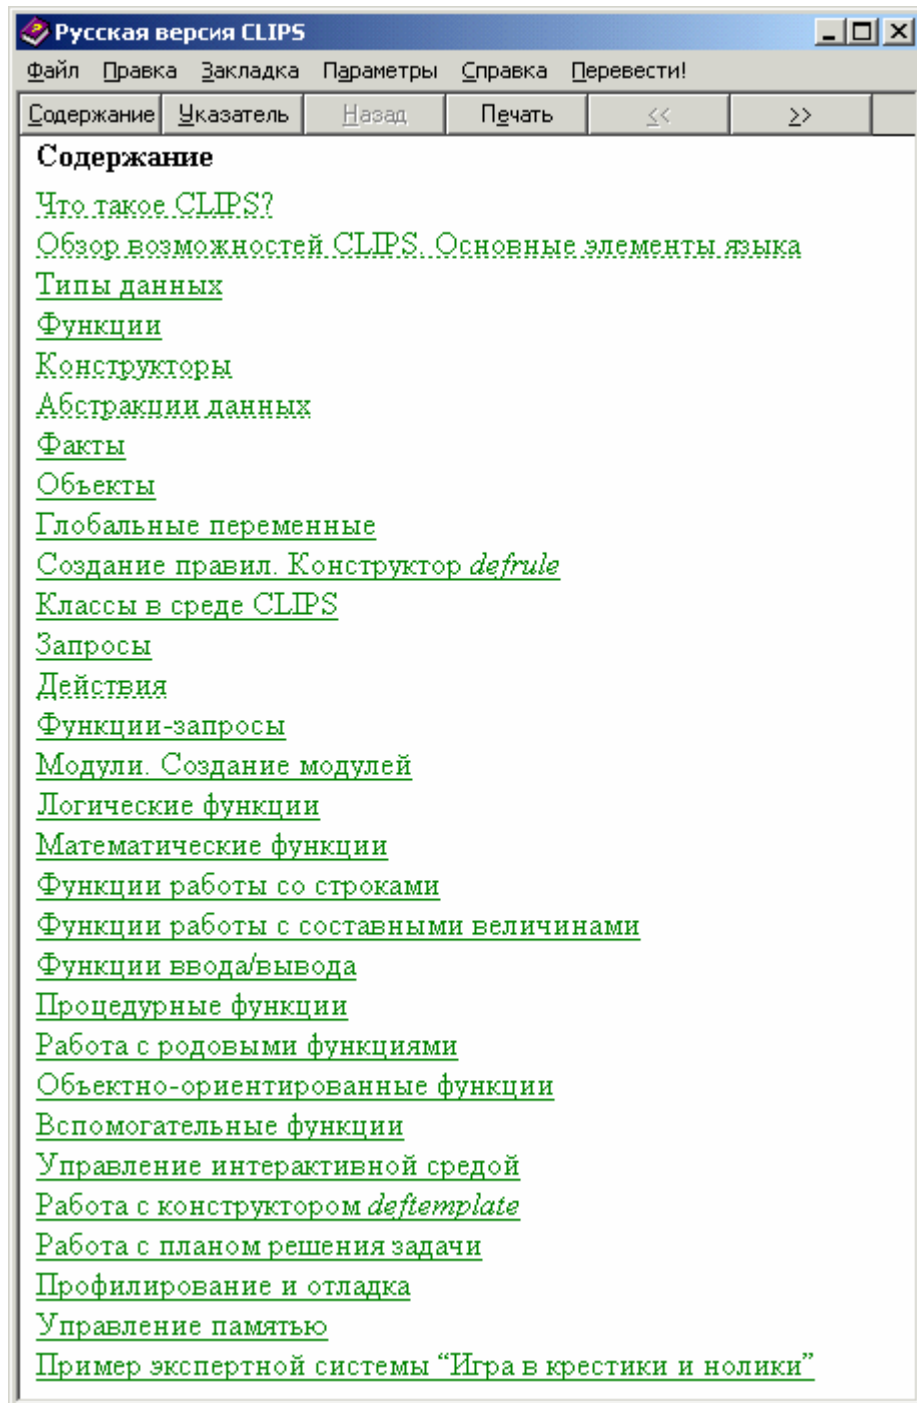 Русская версия CLIPS
Файл Правка Закладка Параметры Справка Перевести!
Содержание Указатель Назад Печать << >>
Содержание
Что такое CLIPS?
Обзор возможностей CLIPS. Основные элементы языка
Типы данных
Функции
Конструкторы
Абстракции данных
Факты
Объекты
Глобальные переменные
Создание правил. Конструктор defrule
Классы в среде CLIPS
Запросы
Действия
Функции-запросы
Модули. Создание модулей
Логические функции
Математические функции
Функции работы со строками
Функции работы с составными величинами
Функции ввода/вывода
Процедурные функции
Работа с родовыми функциями
Объектно-ориентированные функции
Вспомогательные функции
Управление интерактивной средой
Работа с конструктором deftemplate
Работа с планом решения задачи
Профилирование и отладка
Управление памятью
Пример экспертной системы “Игра в крестики и нолики”